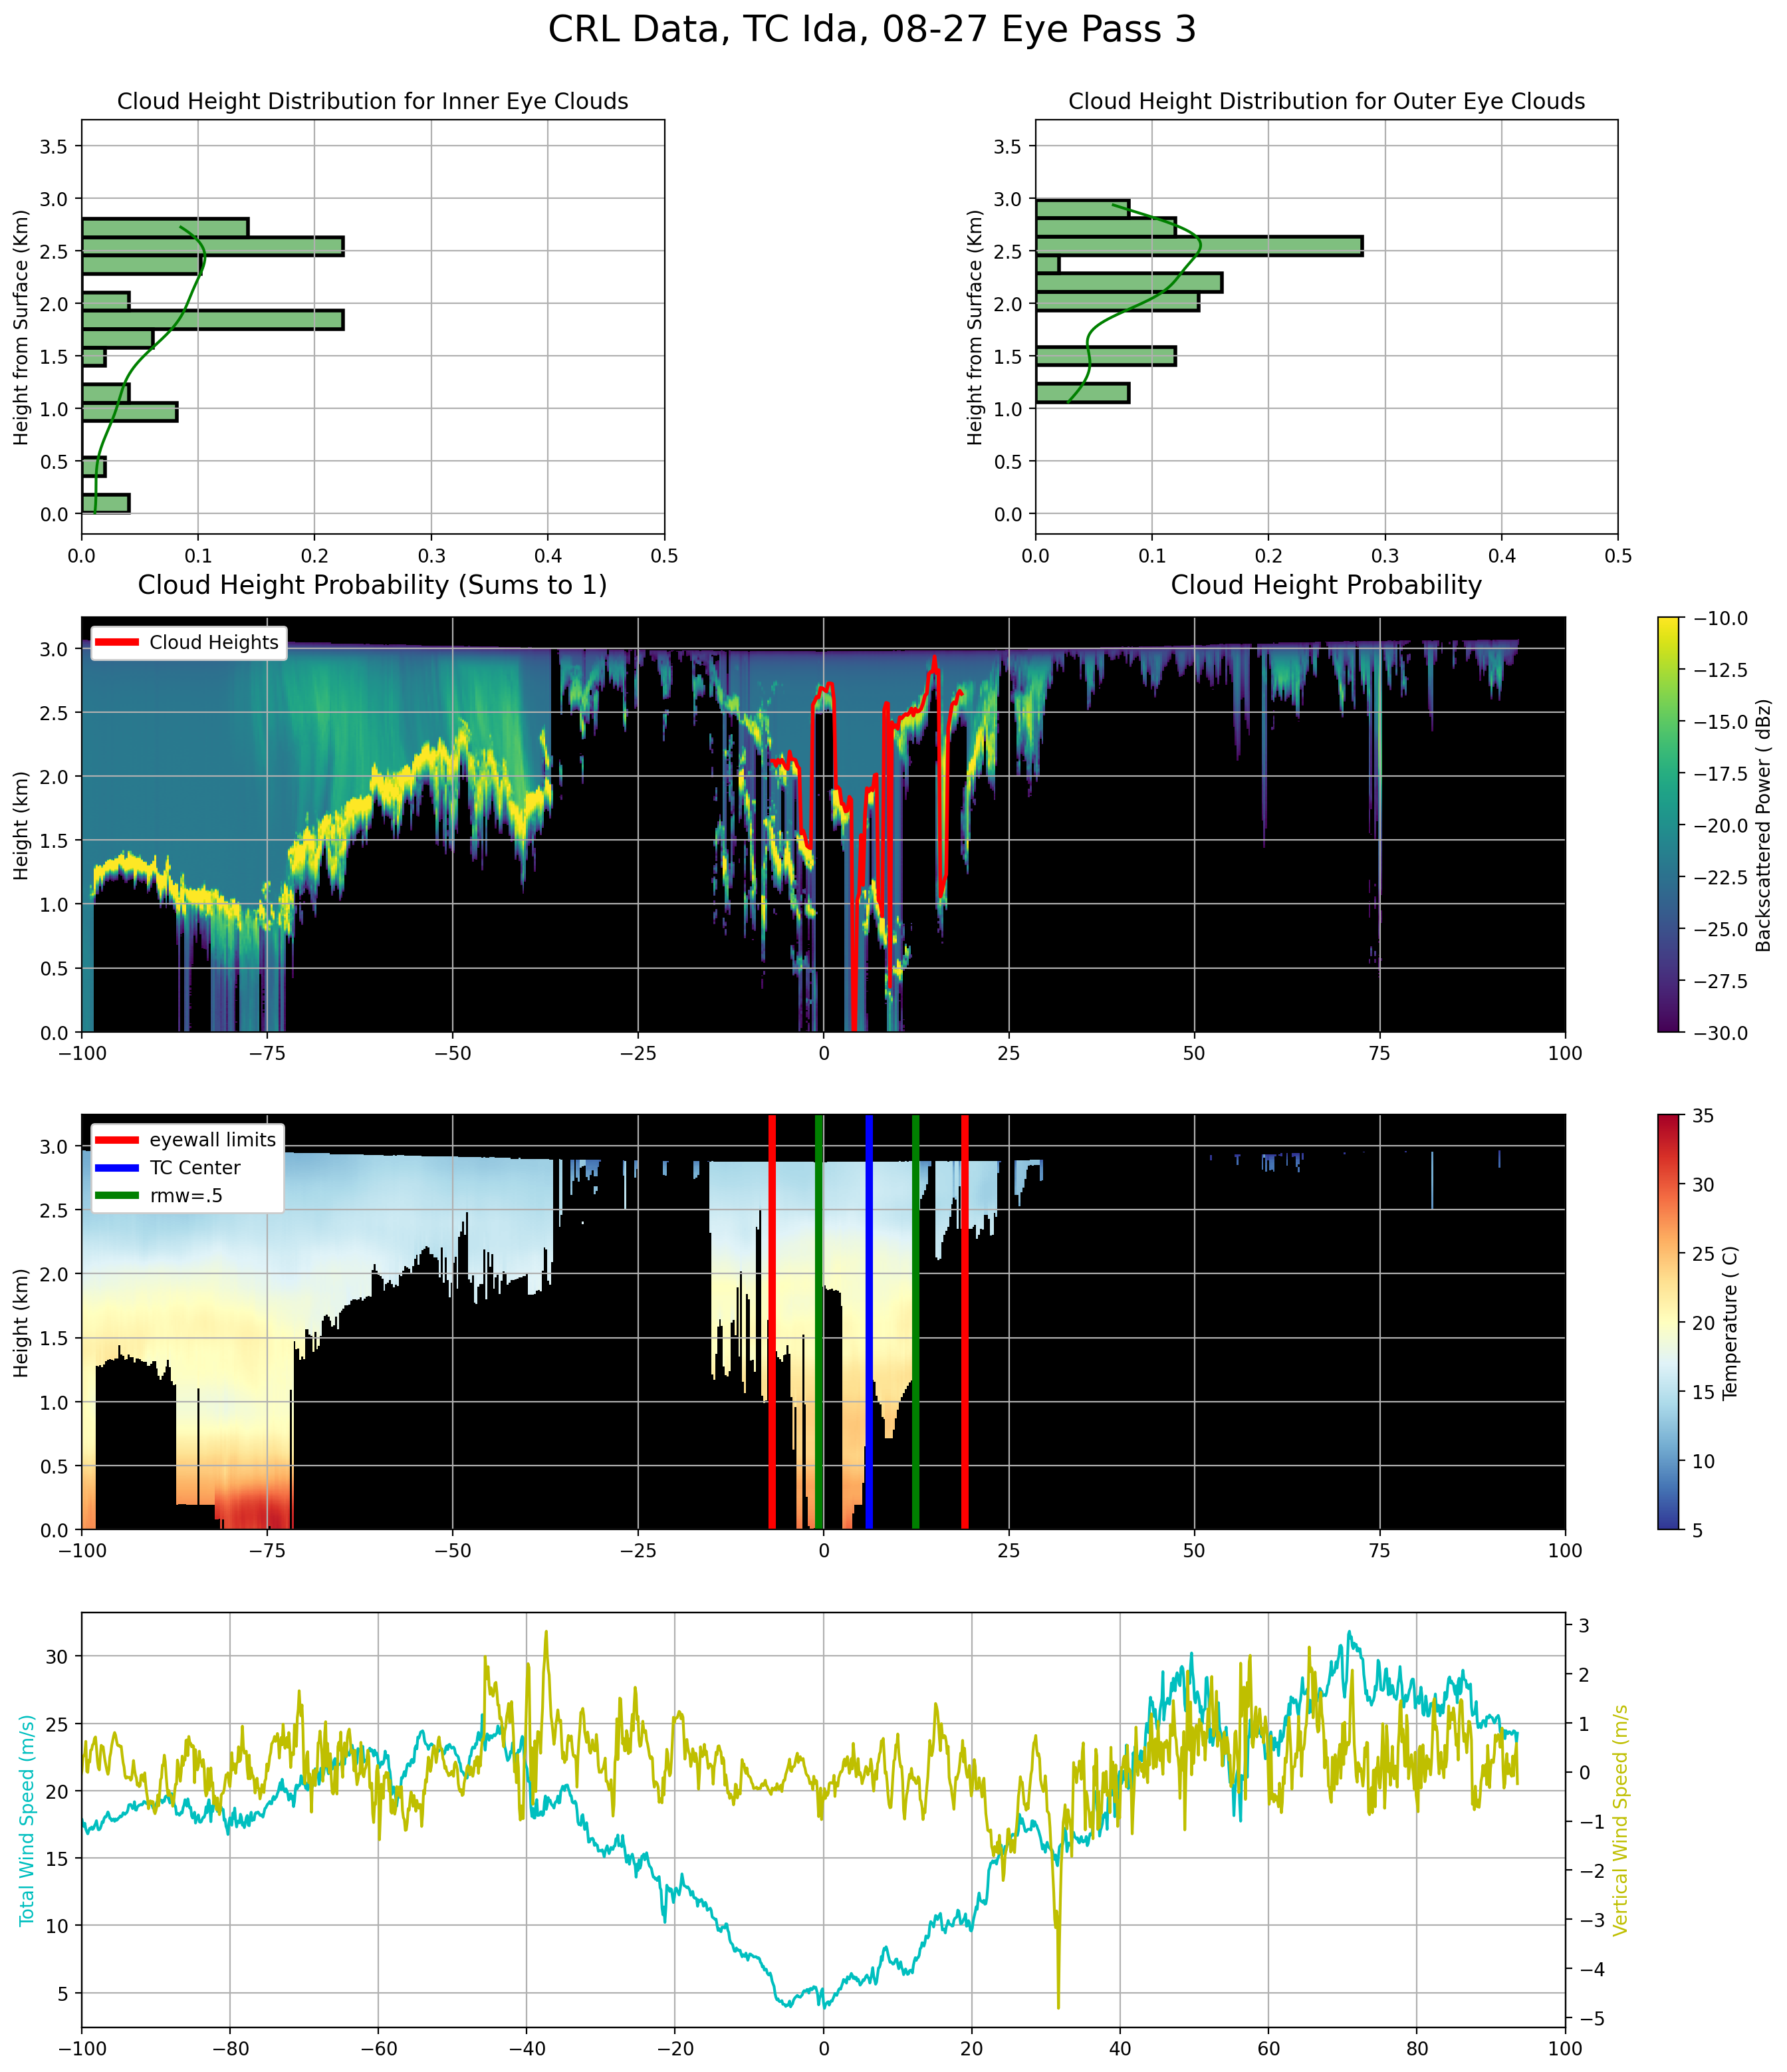 CRL Data, TC Ida, 08-27 Eye Pass 3
Cloud Height Distribution for Inner Eye Clouds
Height from Surface (Km)
3.5
3.0
2.5
2.0
1.5
1.0
0.5
0.0
0.0 0.1 0.2 0.3 0.4 0.5
Cloud Height Probability (Sums to 1)
Cloud Height Distribution for Outer Eye Clouds
Height from Surface (Km)
3.5
3.0
2.5
2.0
1.5
1.0
0.5
0.0
0.0 0.1 0.2 0.3 0.4 0.5
Cloud Height Probability
Cloud Heights
Height (km)
3.0
2.5
2.0
1.5
1.0
0.5
0.0
−100 −75 −50 −25 0 25 50 75 100
−10.0
−12.5
−15.0
−17.5
−20.0
−22.5
−25.0
−27.5
−30.0
Backscattered Power ( dBz)
eyewall limits
TC Center
rmw=.5
Height (km)
3.0
2.5
2.0
1.5
1.0
0.5
0.0
−100 −75 −50 −25 0 25 50 75 100
35
30
25
20
15
10
5
Temperature ( C)
Total Wind Speed (m/s)
30
25
20
15
10
5
−100 −80 −60 −40 −20 0 20 40 60 80 100
3
2
1
0
−1
−2
−3
−4
−5
Vertical Wind Speed (m/s